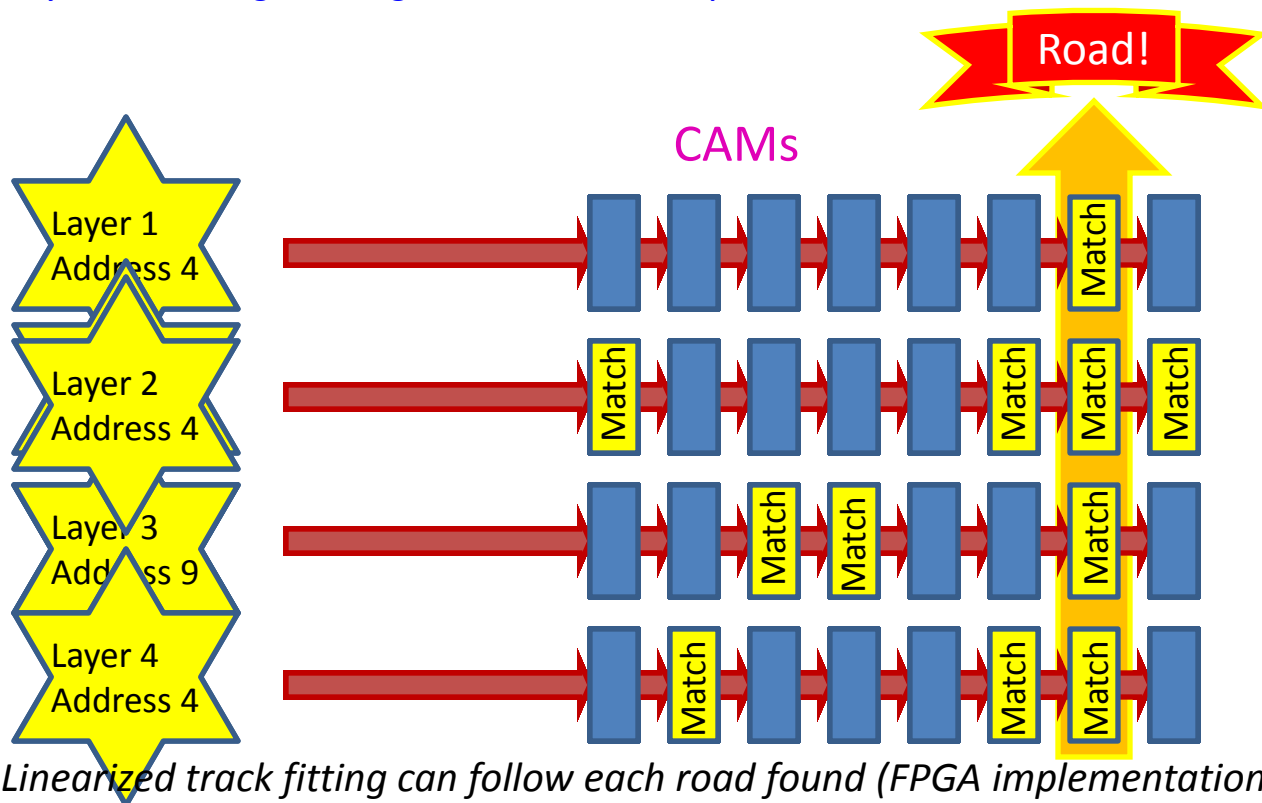 Road!
CAMs
Layer 1
Address 4
Match
Layer 2
Address 4
Match
Match
Match
Match
Layer 3
Address 9
Match
Match
Match
Layer 4
Address 4
Match
Match
Match
Linearized track fitting can follow each road found (FPGA implementation